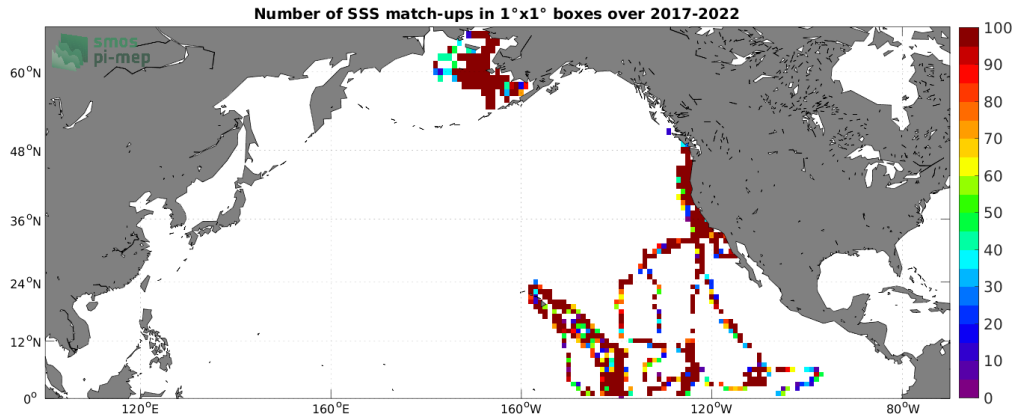 Number of SSS match-ups in 1°x1° boxes over 2017-2022
smos
pi-mep
60°N
48°N
36°N
24°N
12°N
0°
120°E
160°E
160°W
120°W
80°W
100
90
80
70
60
50
40
30
20
10
0